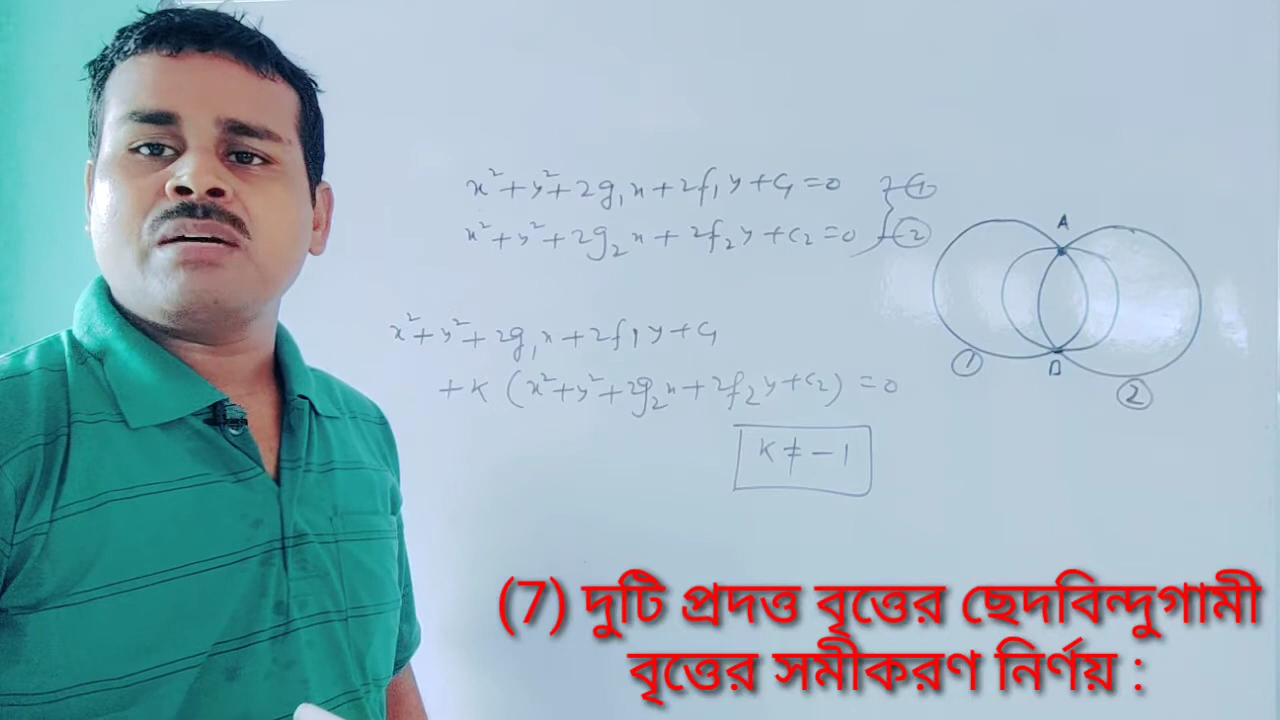 x² + y² + 2g₁x + 2f₁y + c₁ = 0 } — ①
x² + y² + 2g₂x + 2f₂y + c₂ = 0 } — ②
A
x² + y² + 2g₁x + 2f₁y + c₁
+ K (x² + y² + 2g₂x + 2f₂y + c₂) = 0
① B
②
K ≠ -1
(7) দুটি প্রদত্ত বৃত্তের ছেদবিন্দুগামী
বৃত্তের সমীকরণ নির্ণয় :